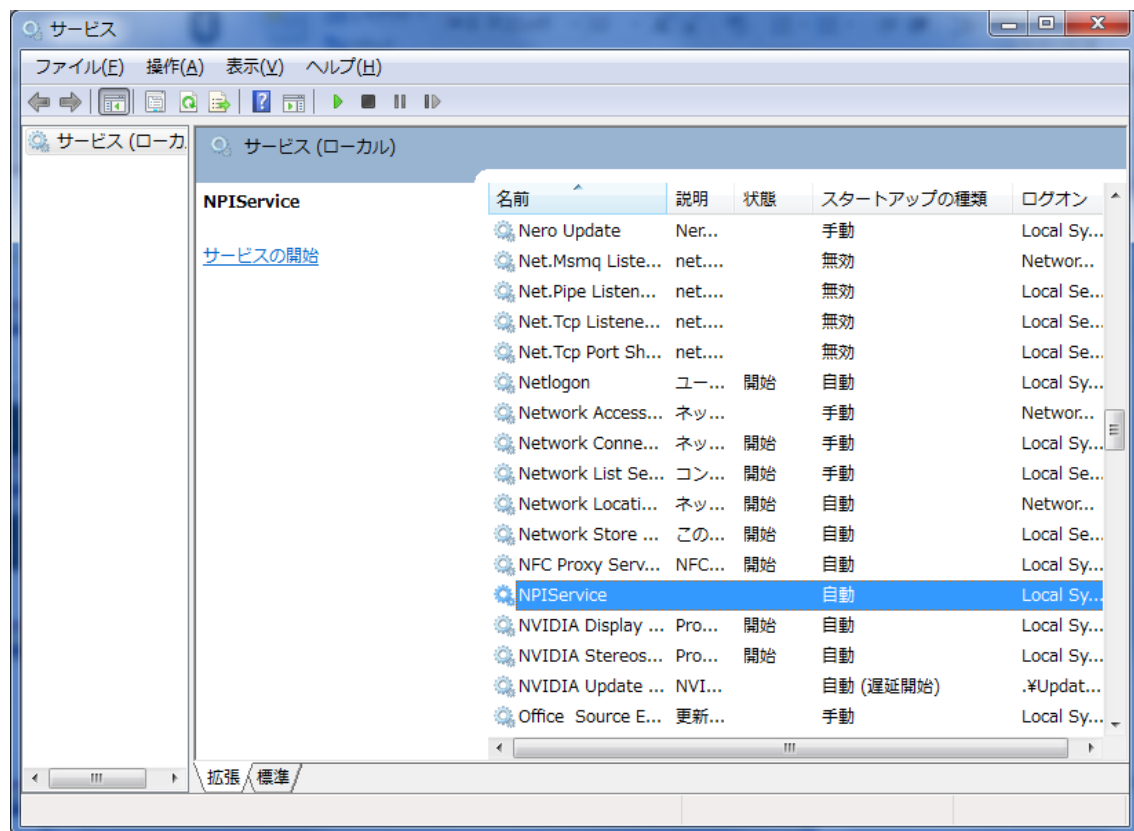 サービス
ファイル(F) 操作(A) 表示(V) ヘルプ(H)
サービス (ローカ
サービス (ローカル)
NPIService
サービスの開始
名前 説明 状態 スタートアップの種類 ログオン
Nero Update Ner... 手動 Local Sy...
Net.Msmq Liste... net.... 無効 Networ...
Net.Pipe Listen... net.... 無効 Local Se...
Net.Tcp Listene... net.... 無効 Local Se...
Net.Tcp Port Sh... net.... 無効 Local Se...
Netlogon ユー... 開始 自動 Local Sy...
Network Access... ネッ... 手動 Networ...
Network Conne... ネッ... 開始 手動 Local Sy...
Network List Se... コン... 開始 手動 Local Se...
Network Locati... ネッ... 開始 自動 Networ...
Network Store ... この... 開始 自動 Local Se...
NFC Proxy Serv... NFC... 開始 自動 Local Sy...
NPIService 自動 Local Sy...
NVIDIA Display ... Pro... 開始 自動 Local Sy...
NVIDIA Stereos... Pro... 開始 自動 Local Sy...
NVIDIA Update ... NVI... 自動 (遅延開始) .¥Updat...
Office Source E... 更新... 手動 Local Sy...
拡張 標準